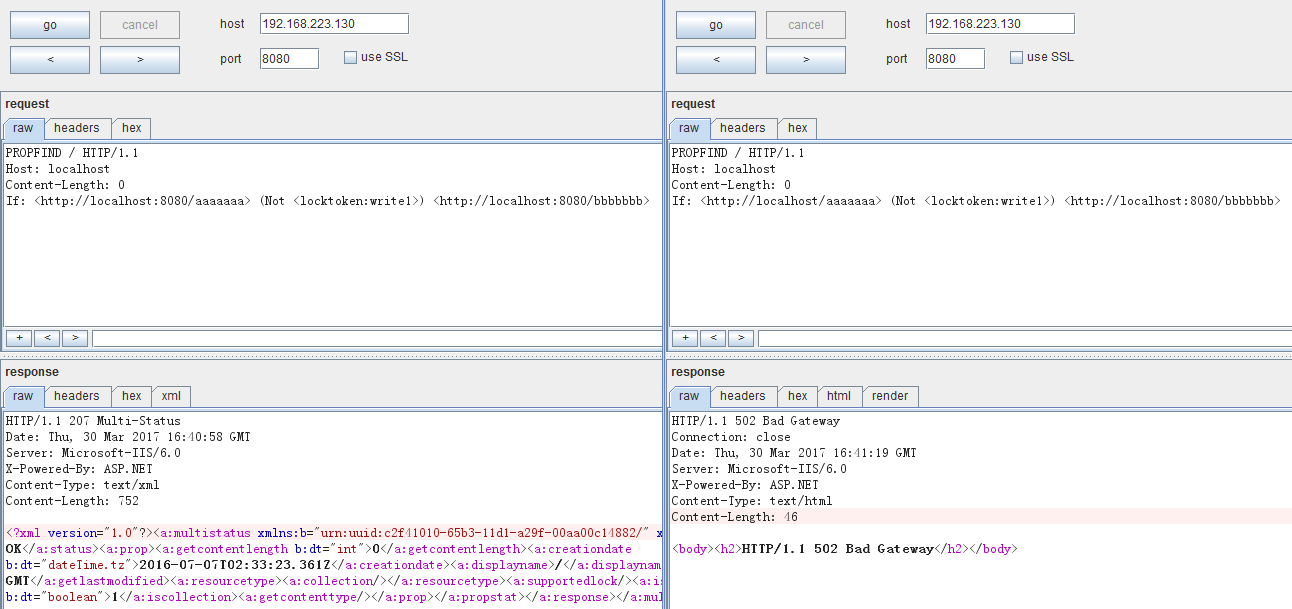 go cancel host 192.168.223.130
< > port 8080 use SSL
request
raw headers hex
PROPFIND / HTTP/1.1
Host: localhost
Content-Length: 0
If: <http://localhost:8080/aaaaaaa> (Not <locktoken:write1>) <http://localhost:8080/bbbbbbb>
+ < >
response
raw headers hex xml
HTTP/1.1 207 Multi-Status
Date: Thu, 30 Mar 2017 16:40:58 GMT
Server: Microsoft-IIS/6.0
X-Powered-By: ASP.NET
Content-Type: text/xml
Content-Length: 752
<?xml version="1.0"?><a:multistatus xmlns:b="urn:uuid:c2f41010-65b3-11d1-a29f-00aa00c14882/" x
OK</a:status><a:prop><a:getcontentlength b:dt="int">0</a:getcontentlength><a:creationdate
b:dt="dateTime.tz">2016-07-07T02:33:23.361Z</a:creationdate><a:displayname>/</a:displaynam
GMT</a:getlastmodified><a:resourcetype><a:collection/></a:resourcetype><a:supportedlock/><a:is
b:dt="boolean">1</a:iscollection><a:getcontenttype/></a:prop></a:propstat></a:response></a:mul
go cancel host 192.168.223.130
< > port 8080 use SSL
request
raw headers hex
PROPFIND / HTTP/1.1
Host: localhost
Content-Length: 0
If: <http://localhost/aaaaaaa> (Not <locktoken:write1>) <http://localhost:8080/bbbbbbb>
+ < >
response
raw headers hex html render
HTTP/1.1 502 Bad Gateway
Connection: close
Date: Thu, 30 Mar 2017 16:41:19 GMT
Server: Microsoft-IIS/6.0
X-Powered-By: ASP.NET
Content-Type: text/html
Content-Length: 46
<body><h2>HTTP/1.1 502 Bad Gateway</h2></body>